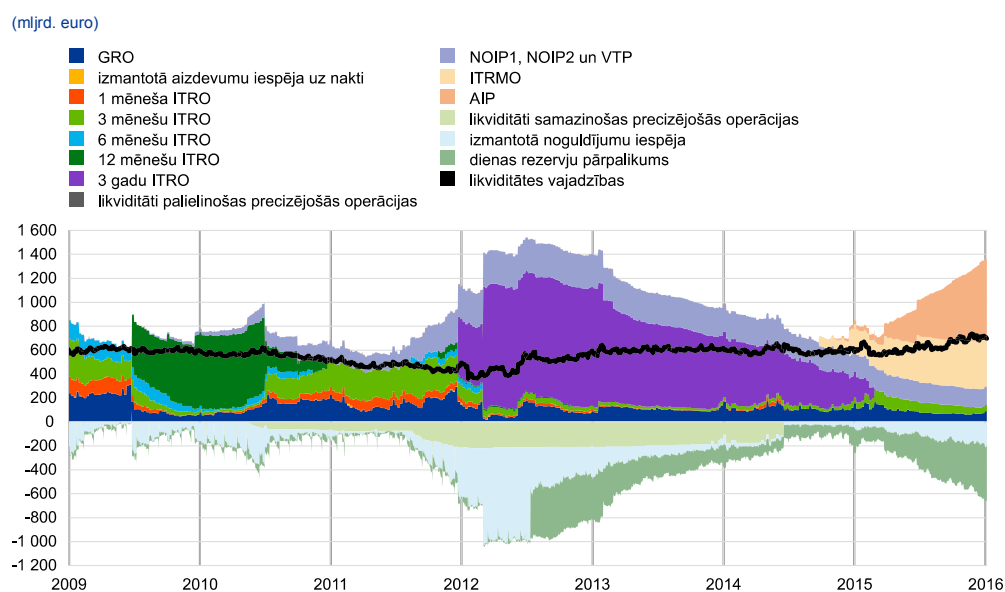 (mljrd. euro)
GRO
izmantotā aizdevumu iespēja uz nakti
1 mēneša ITRO
3 mēnešu ITRO
6 mēnešu ITRO
12 mēnešu ITRO
3 gadu ITRO
likviditāti palielinošas precizējošās operācijas
NOIP1, NOIP2 un VTP
ITRMO
AIP
likviditāti samazinošas precizējošās operācijas
izmantotā noguldījumu iespēja
dienas rezervju pārpalikums
likviditātes vajadzības
1 600
1 400
1 200
1 000
800
600
400
200
0
-200
-400
-600
-800
-1 000
-1 200
2009 2010 2011 2012 2013 2014 2015 2016